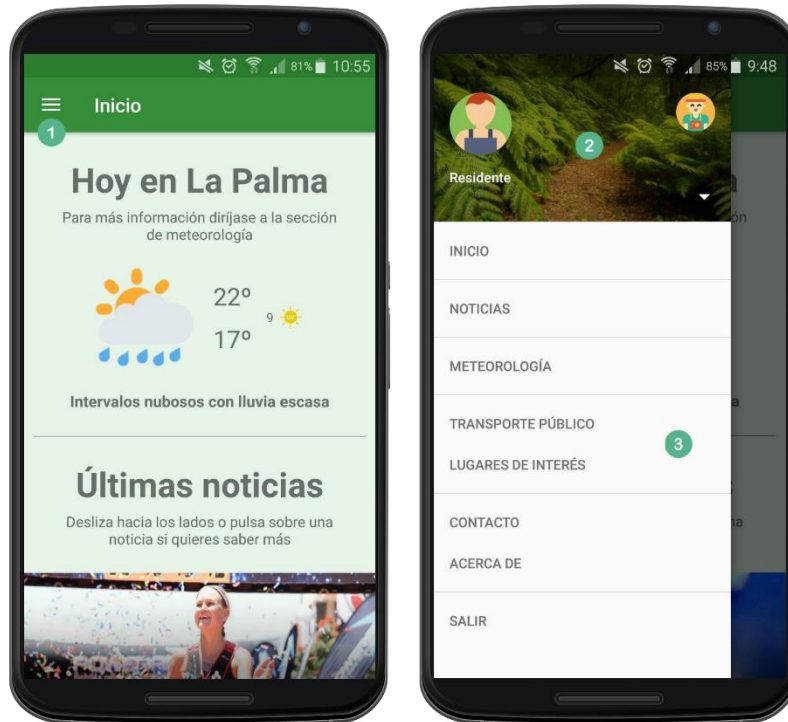 81% 10:55
Inicio
1
Hoy en La Palma
Para más información diríjase a la sección
de meteorología
22º
9
17º
Intervalos nubosos con lluvia escasa
Últimas noticias
Desliza hacia los lados o pulsa sobre una
noticia si quieres saber más
85% 9:48
2
Residente
ón
INICIO
NOTICIAS
METEOROLOGÍA
a
TRANSPORTE PÚBLICO
3
LUGARES DE INTERÉS
CONTACTO
na
ACERCA DE
SALIR